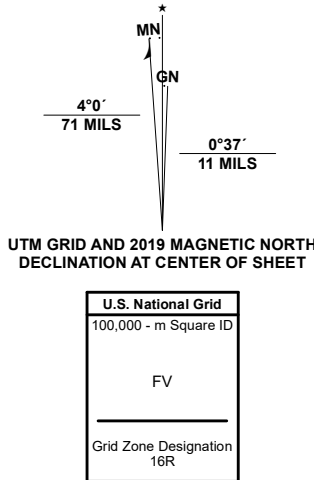 ★
MN
GN
4°0´
71 MILS
0°37´
11 MILS
UTM GRID AND 2019 MAGNETIC NORTH
DECLINATION AT CENTER OF SHEET
U.S. National Grid
100,000 - m Square ID
FV
Grid Zone Designation
16R